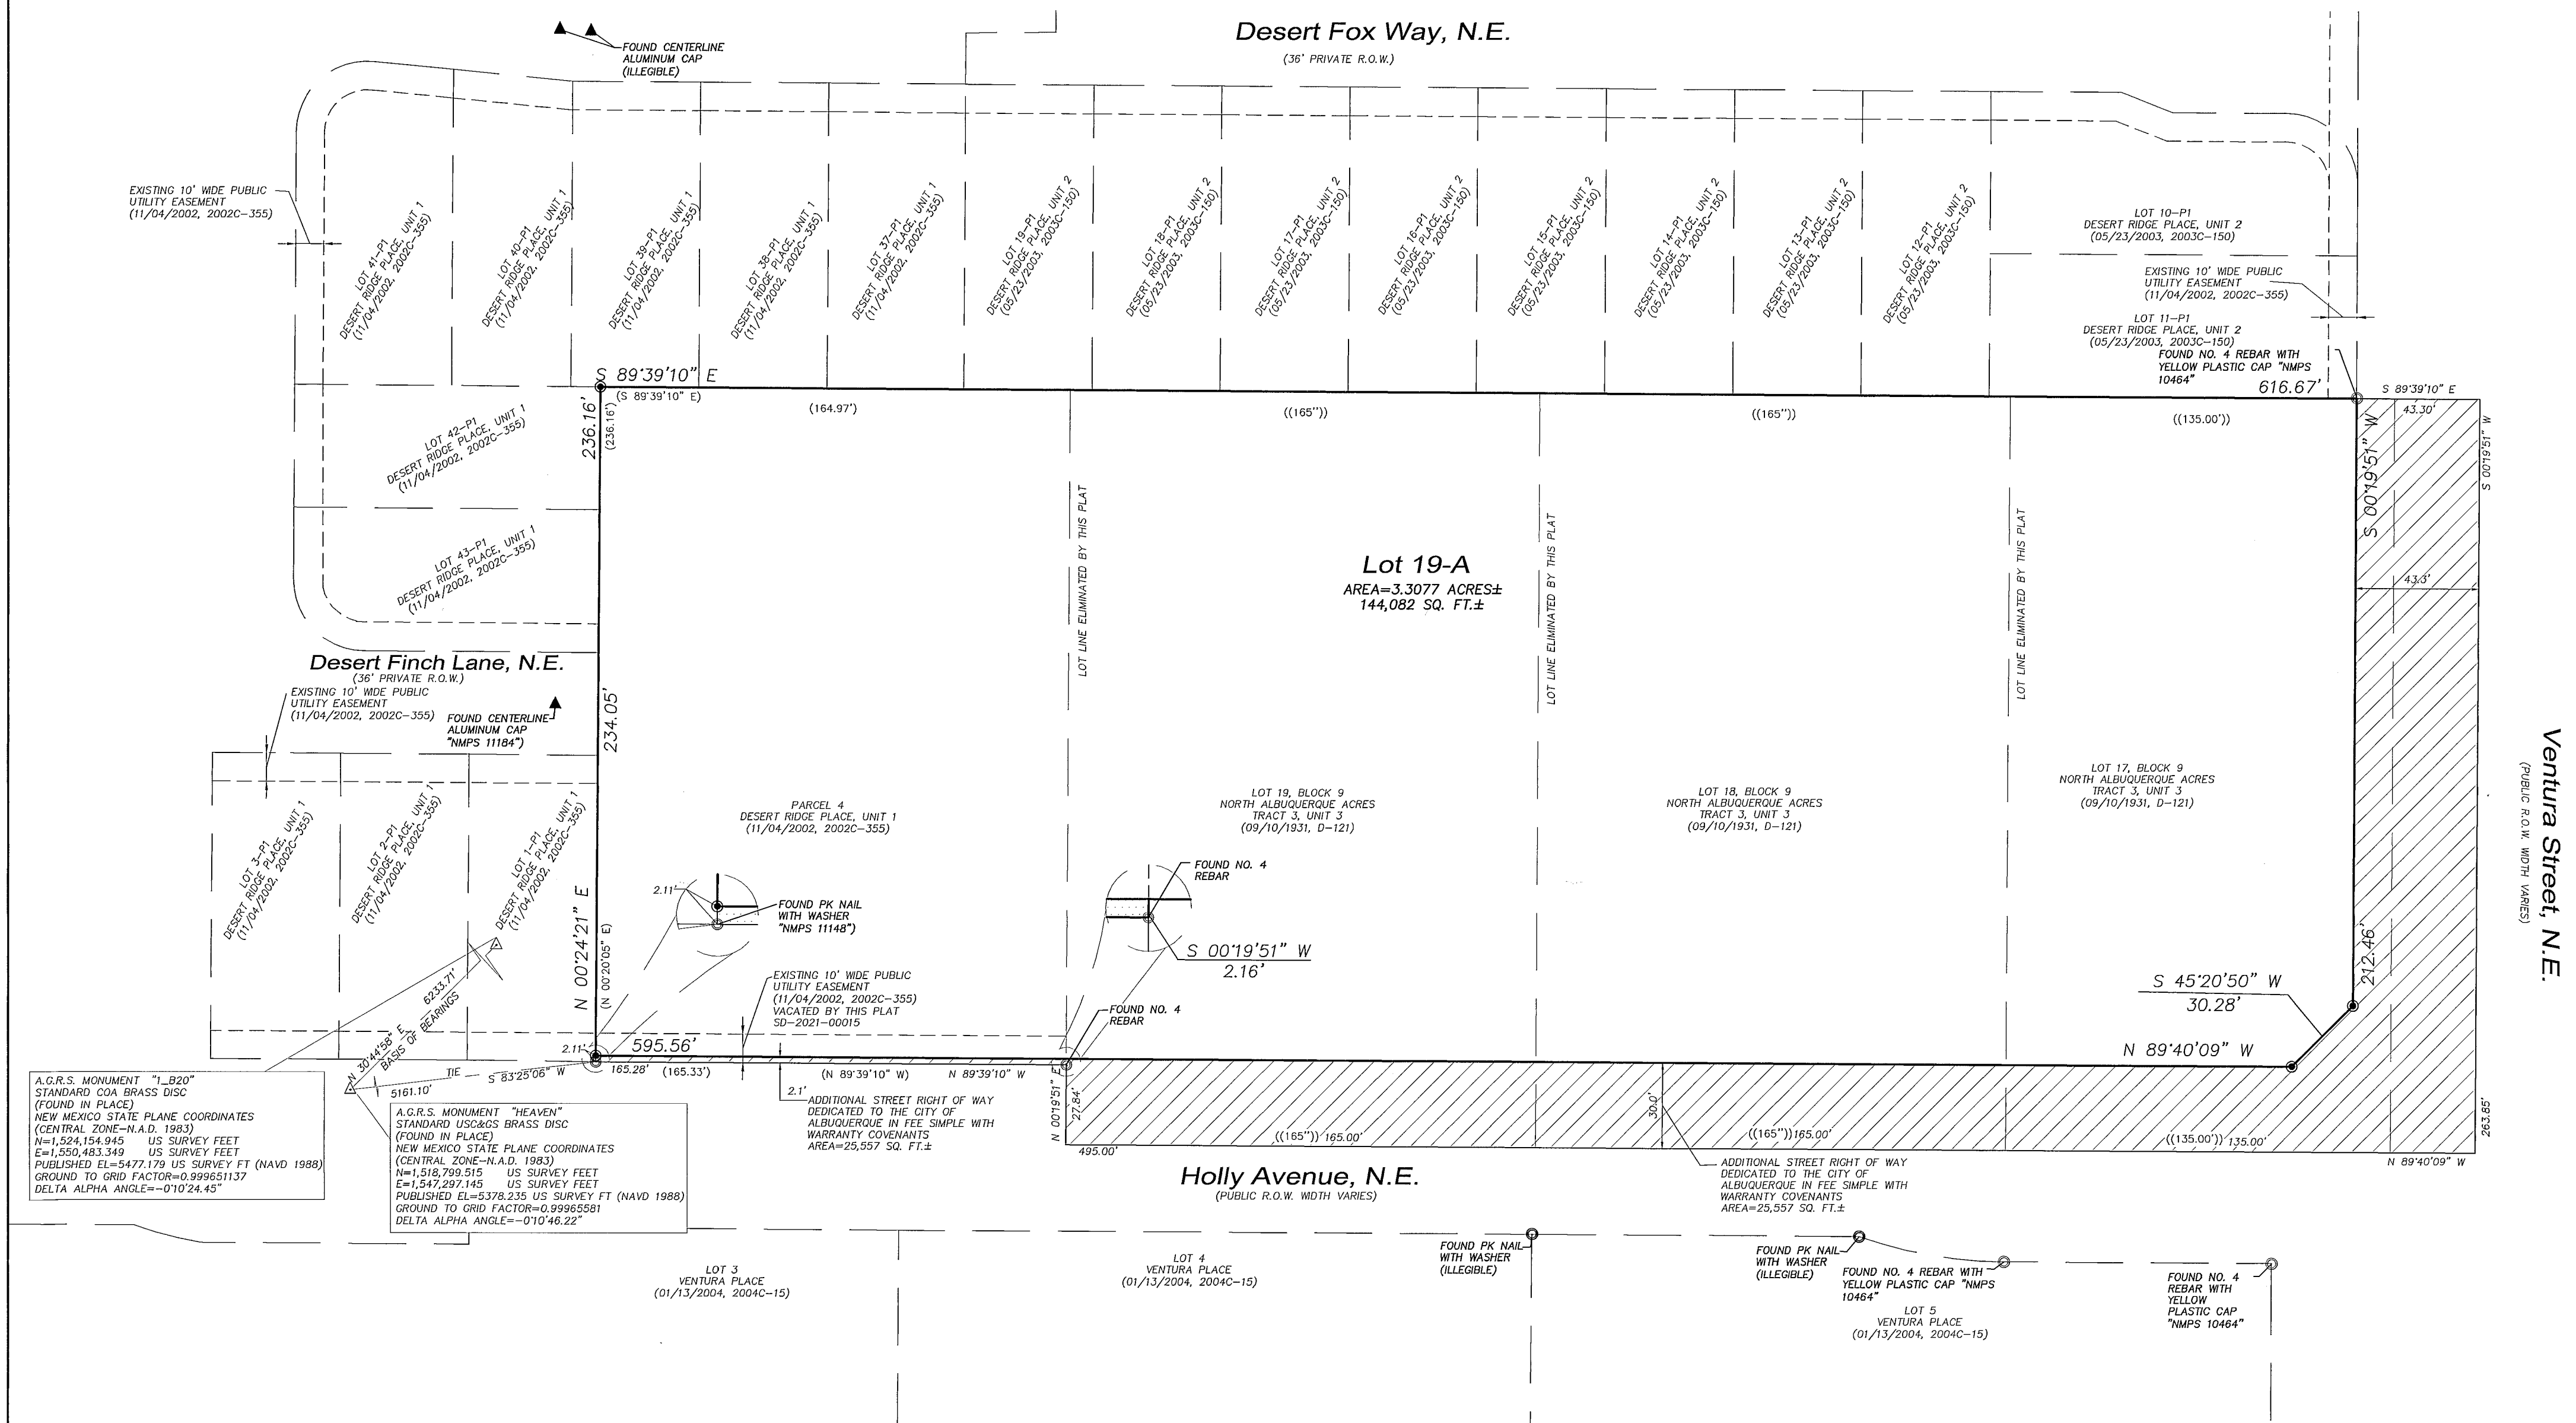 Desert Fox Way, N.E.
(36' PRIVATE R.O.W.)
FOUND CENTERLINE
ALUMINUM CAP
(ILLEGIBLE)
EXISTING 10' WIDE PUBLIC
UTILITY EASEMENT
(11/04/2002, 2002C-355)
LOT 41-P1
DESERT RIDGE PLACE, UNIT 1
(11/04/2002, 2002C-355)
LOT 40-P1
DESERT RIDGE PLACE, UNIT 1
(11/04/2002, 2002C-355)
LOT 39-P1
DESERT RIDGE PLACE, UNIT 1
(11/04/2002, 2002C-355)
LOT 38-P1
DESERT RIDGE PLACE, UNIT 1
(11/04/2002, 2002C-355)
LOT 37-P1
DESERT RIDGE PLACE, UNIT 1
(11/04/2002, 2002C-355)
LOT 19-P1
DESERT RIDGE PLACE, UNIT 2
(05/23/2003, 2003C-150)
LOT 18-P1
DESERT RIDGE PLACE, UNIT 2
(05/23/2003, 2003C-150)
LOT 17-P1
DESERT RIDGE PLACE, UNIT 2
(05/23/2003, 2003C-150)
LOT 16-P1
DESERT RIDGE PLACE, UNIT 2
(05/23/2003, 2003C-150)
LOT 15-P1
DESERT RIDGE PLACE, UNIT 2
(05/23/2003, 2003C-150)
LOT 14-P1
DESERT RIDGE PLACE, UNIT 2
(05/23/2003, 2003C-150)
LOT 13-P1
DESERT RIDGE PLACE, UNIT 2
(05/23/2003, 2003C-150)
LOT 12-P1
DESERT RIDGE PLACE, UNIT 2
(05/23/2003, 2003C-150)
LOT 10-P1
DESERT RIDGE PLACE, UNIT 2
(05/23/2003, 2003C-150)
EXISTING 10' WIDE PUBLIC
UTILITY EASEMENT
(11/04/2002, 2002C-355)
LOT 11-P1
DESERT RIDGE PLACE, UNIT 2
(05/23/2003, 2003C-150)
FOUND NO. 4 REBAR WITH
YELLOW PLASTIC CAP "NMPS
10464"
S 89°39'10" E
(S 89°39'10" E)
616.67'
S 89°39'10" E
43.30'
(164.97')
((165"))
((165"))
((135.00'))
236.16'
(236.16')
S 00°19'51" W
S 00°19'51" W
LOT 42-P1
DESERT RIDGE PLACE, UNIT 1
(11/04/2002, 2002C-355)
LOT 43-P1
DESERT RIDGE PLACE, UNIT 1
(11/04/2002, 2002C-355)
LOT LINE ELIMINATED BY THIS PLAT
LOT LINE ELIMINATED BY THIS PLAT
LOT LINE ELIMINATED BY THIS PLAT
Lot 19-A
AREA=3.3077 ACRES±
144,082 SQ. FT.±
43.3'
Desert Finch Lane, N.E.
(36' PRIVATE R.O.W.)
EXISTING 10' WIDE PUBLIC
UTILITY EASEMENT
(11/04/2002, 2002C-355)
FOUND CENTERLINE
ALUMINUM CAP
"NMPS 11184")
234.05'
Ventura Street, N.E.
(PUBLIC R.O.W. WIDTH VARIES)
LOT 3-P1
DESERT RIDGE PLACE, UNIT 1
(11/04/2002, 2002C-355)
LOT 2-P1
DESERT RIDGE PLACE, UNIT 1
(11/04/2002, 2002C-355)
LOT 1-P1
DESERT RIDGE PLACE, UNIT 1
(11/04/2002, 2002C-355)
PARCEL 4
DESERT RIDGE PLACE, UNIT 1
(11/04/2002, 2002C-355)
LOT 19, BLOCK 9
NORTH ALBUQUERQUE ACRES
TRACT 3, UNIT 3
(09/10/1931, D-121)
LOT 18, BLOCK 9
NORTH ALBUQUERQUE ACRES
TRACT 3, UNIT 3
(09/10/1931, D-121)
LOT 17, BLOCK 9
NORTH ALBUQUERQUE ACRES
TRACT 3, UNIT 3
(09/10/1931, D-121)
2.11'
FOUND PK NAIL
WITH WASHER
"NMPS 11148")
FOUND NO. 4
REBAR
S 00°19'51" W
2.16'
N 00°24'21" E
(N 00°20'05" E)
EXISTING 10' WIDE PUBLIC
UTILITY EASEMENT
(11/04/2002, 2002C-355)
VACATED BY THIS PLAT
SD-2021-00015
FOUND NO. 4
REBAR
212.46'
S 45°20'50" W
30.28'
N 89°40'09" W
6233.71'
N 30°44'58" E
BASIS OF BEARINGS
TIE
S 83°25'06" W
5161.10'
2.11'
595.56'
165.28'
(165.33')
(N 89°39'10" W)
N 89°39'10" W
2.1'
ADDITIONAL STREET RIGHT OF WAY
DEDICATED TO THE CITY OF
ALBUQUERQUE IN FEE SIMPLE WITH
WARRANTY COVENANTS
AREA=25,557 SQ. FT.±
N 00°19'51" E
27.84'
495.00'
((165")) 165.00'
30.0'
((165")) 165.00'
((135.00')) 135.00'
263.85'
N 89°40'09" W
A.G.R.S. MONUMENT "1_B20"
STANDARD COA BRASS DISC
(FOUND IN PLACE)
NEW MEXICO STATE PLANE COORDINATES
(CENTRAL ZONE-N.A.D. 1983)
N=1,524,154.945 US SURVEY FEET
E=1,550,483.349 US SURVEY FEET
PUBLISHED EL=5477.179 US SURVEY FT (NAVD 1988)
GROUND TO GRID FACTOR=0.999651137
DELTA ALPHA ANGLE=-0°10'24.45"
A.G.R.S. MONUMENT "HEAVEN"
STANDARD USC&GS BRASS DISC
(FOUND IN PLACE)
NEW MEXICO STATE PLANE COORDINATES
(CENTRAL ZONE-N.A.D. 1983)
N=1,518,799.515 US SURVEY FEET
E=1,547,297.145 US SURVEY FEET
PUBLISHED EL=5378.235 US SURVEY FT (NAVD 1988)
GROUND TO GRID FACTOR=0.99965581
DELTA ALPHA ANGLE=-0°10'46.22"
Holly Avenue, N.E.
(PUBLIC R.O.W. WIDTH VARIES)
ADDITIONAL STREET RIGHT OF WAY
DEDICATED TO THE CITY OF
ALBUQUERQUE IN FEE SIMPLE WITH
WARRANTY COVENANTS
AREA=25,557 SQ. FT.±
LOT 3
VENTURA PLACE
(01/13/2004, 2004C-15)
LOT 4
VENTURA PLACE
(01/13/2004, 2004C-15)
FOUND PK NAIL
WITH WASHER
(ILLEGIBLE)
FOUND PK NAIL
WITH WASHER
(ILLEGIBLE)
FOUND NO. 4 REBAR WITH
YELLOW PLASTIC CAP "NMPS
10464"
LOT 5
VENTURA PLACE
(01/13/2004, 2004C-15)
FOUND NO. 4
REBAR WITH
YELLOW
PLASTIC CAP
"NMPS 10464"